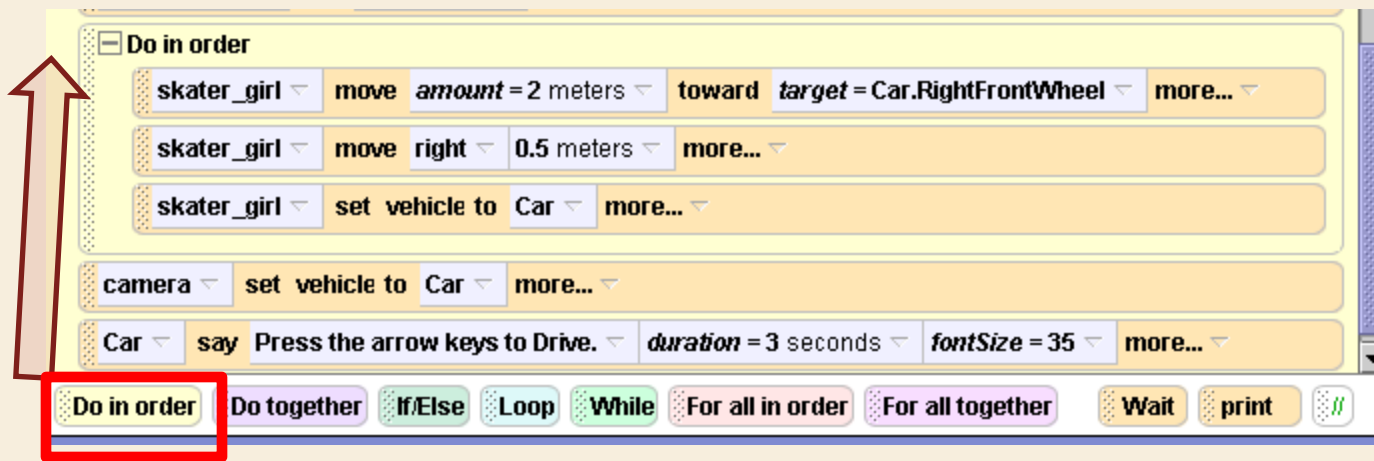 Do in order
skater_girl move amount = 2 meters toward target = Car.RightFrontWheel more...
skater_girl move right 0.5 meters more...
skater_girl set vehicle to Car more...
camera set vehicle to Car more...
Car say Press the arrow keys to Drive. duration = 3 seconds fontSize = 35 more...
Do in order Do together If/Else Loop While For all in order For all together Wait print //